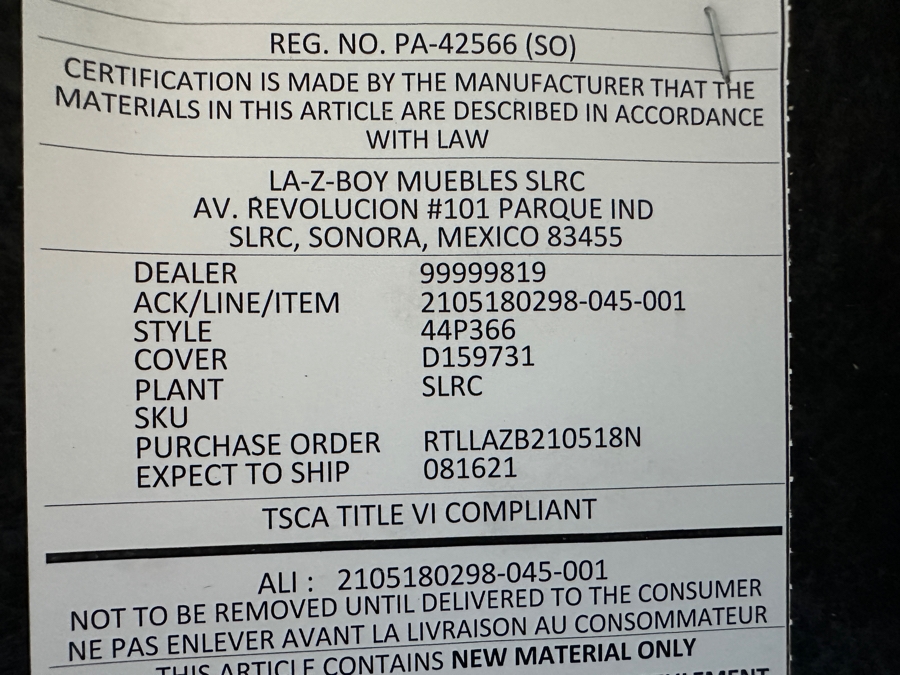 REG. NO. PA-42566 (SO)
CERTIFICATION IS MADE BY THE MANUFACTURER THAT THE
MATERIALS IN THIS ARTICLE ARE DESCRIBED IN ACCORDANCE
WITH LAW
LA-Z-BOY MUEBLES SLRC
AV. REVOLUCION #101 PARQUE IND
SLRC, SONORA, MEXICO 83455
DEALER 99999819
ACK/LINE/ITEM 2105180298-045-001
STYLE 44P366
COVER D159731
PLANT SLRC
SKU
PURCHASE ORDER RTLLAZB210518N
EXPECT TO SHIP 081621
TSCA TITLE VI COMPLIANT
ALI : 2105180298-045-001
NOT TO BE REMOVED UNTIL DELIVERED TO THE CONSUMER
NE PAS ENLEVER AVANT LA LIVRAISON AU CONSOMMATEUR
THIS ARTICLE CONTAINS NEW MATERIAL ONLY